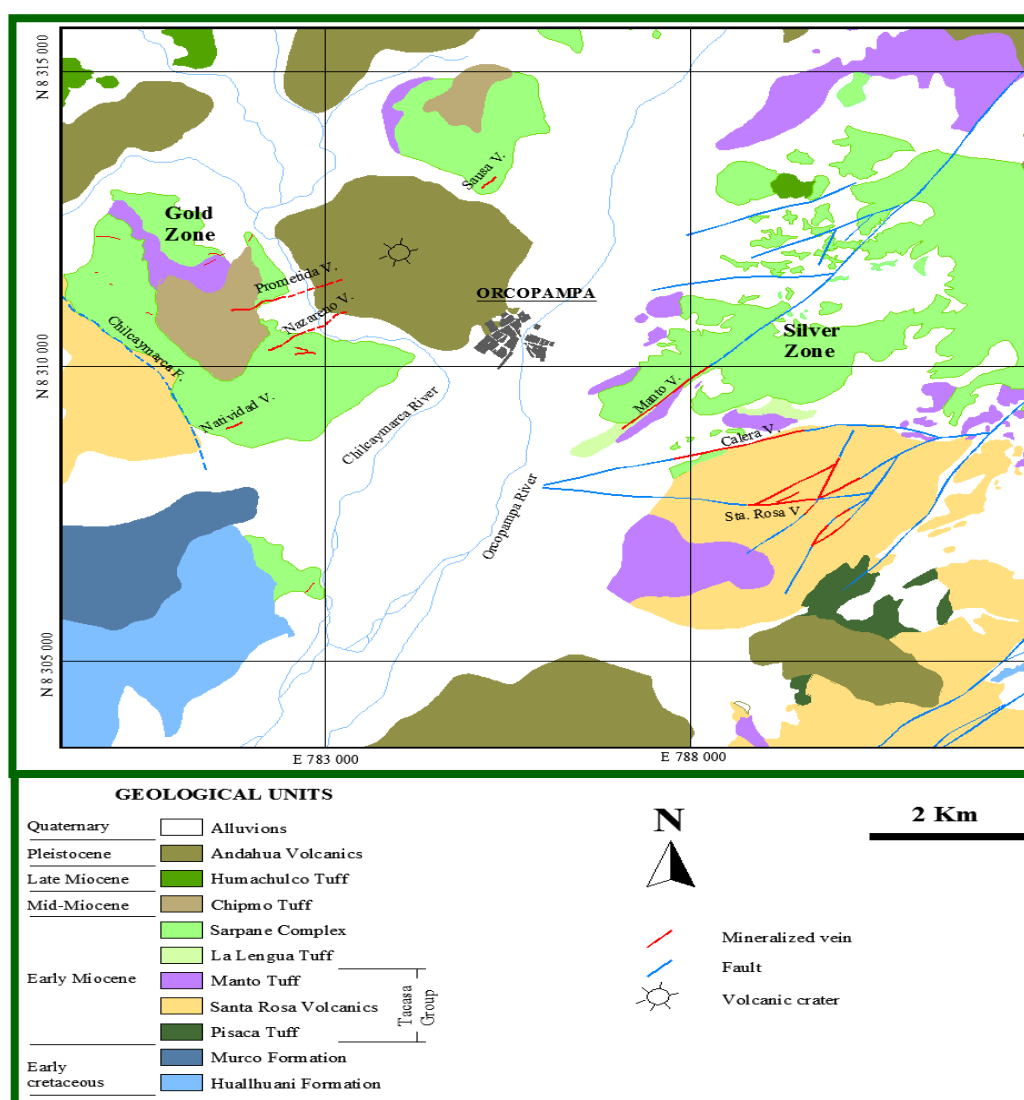 N 8 315 000
Sausa V.
Gold
Zone
Prometida V.
ORCOPAMPA
Nazareno V.
Chilcaymarca F.
Silver
Zone
N 8 310 000
Manto V.
Natividad V.
Chilcaymarca River
Calera V.
Orcopampa River
Sta. Rosa V.
N 8 305 000
E 783 000
E 788 000
GEOLOGICAL UNITS
Quaternary
Alluvions
Pleistocene
Andahua Volcanics
Late Miocene
Humachulco Tuff
Mid-Miocene
Chipmo Tuff
Sarpane Complex
La Lengua Tuff
Early Miocene
Manto Tuff
Santa Rosa Volcanics
Pisaca Tuff
Tacasa
Group
Murco Formation
Early
cretaceous
Huallhuani Formation
N
2 Km
Mineralized vein
Fault
Volcanic crater